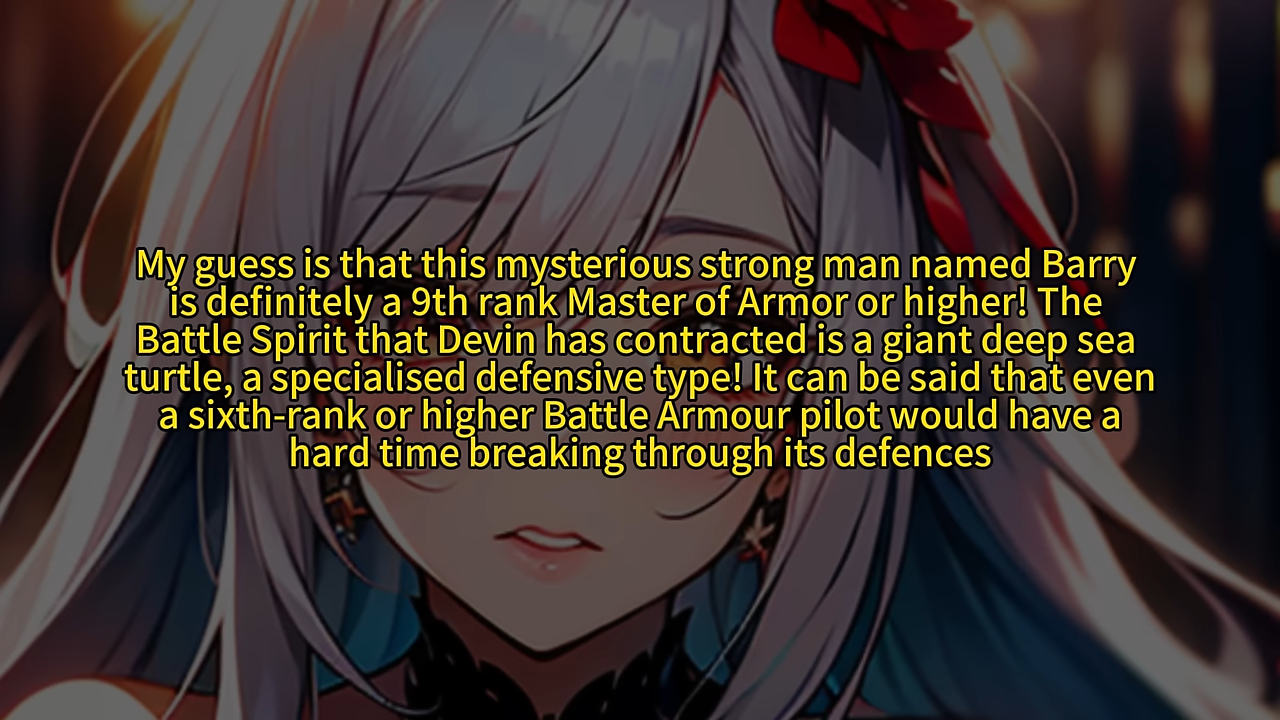 My guess is that this mysterious strong man named Barry
is definitely a 9th rank Master of Armor or higher! The
Battle Spirit that Devin has contracted is a giant deep sea
turtle, a specialised defensive type! It can be said that even
a sixth-rank or higher Battle Armour pilot would have a
hard time breaking through its defences